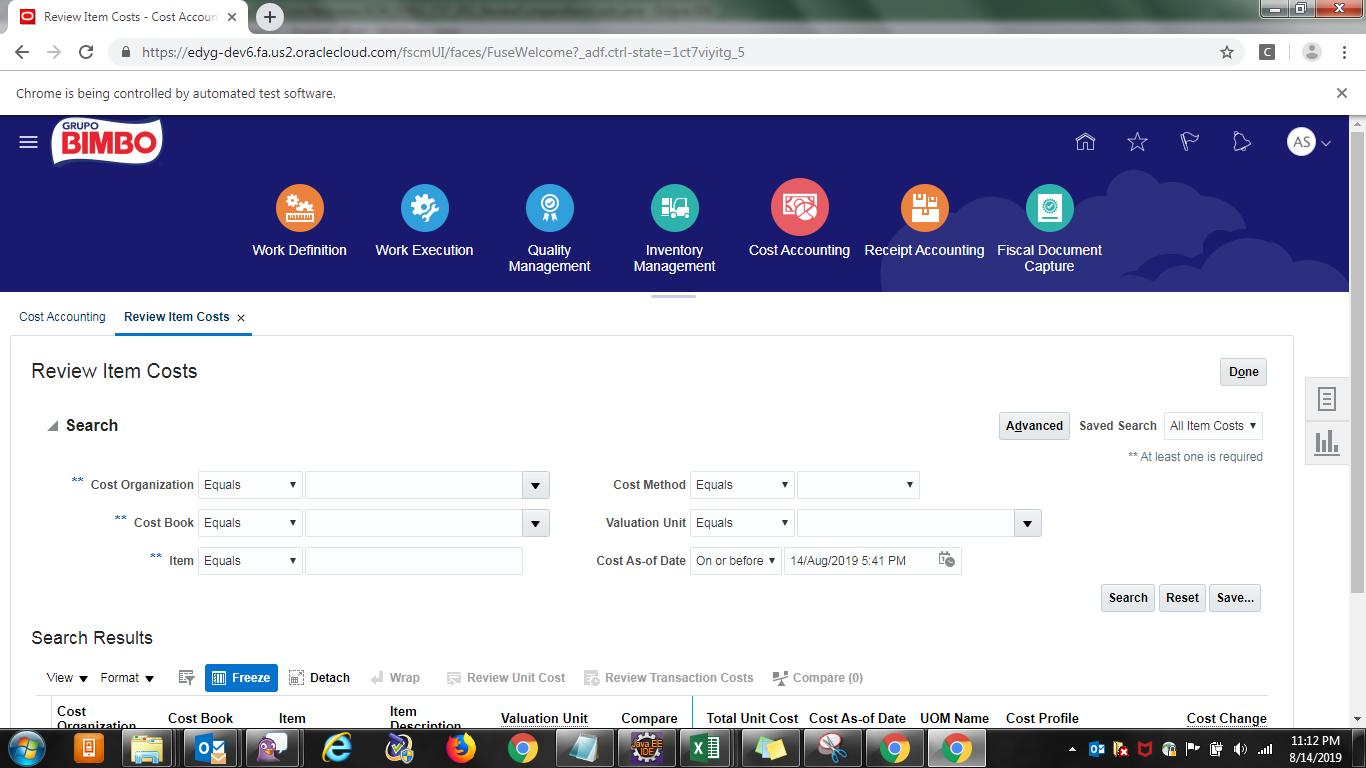 Review Item Costs - Cost Accoun
https://edyg-dev6.fa.us2.oraclecloud.com/fscmUI/faces/FuseWelcome?_adf.ctrl-state=1ct7viyitg_5
C
Chrome is being controlled by automated test software.
GRUPO
BIMBO
AS
Work Definition
Work Execution
Quality
Management
Inventory
Management
Cost Accounting
Receipt Accounting
Fiscal Document
Capture
Cost Accounting
Review Item Costs
Review Item Costs
Done
Search
Advanced
Saved Search
All Item Costs
** At least one is required
** Cost Organization Equals
Cost Method Equals
** Cost Book Equals
Valuation Unit Equals
** Item Equals
Cost As-of Date On or before 14/Aug/2019 5:41 PM
Search Reset Save...
Search Results
View Format Freeze Detach Wrap Review Unit Cost Review Transaction Costs Compare (0)
Cost
Organization
Cost Book
Item
Item
Description
Valuation Unit
Compare
Total Unit Cost
Cost As-of Date
UOM Name
Cost Profile
Cost Change
Java EE
IDE
11:12 PM
8/14/2019